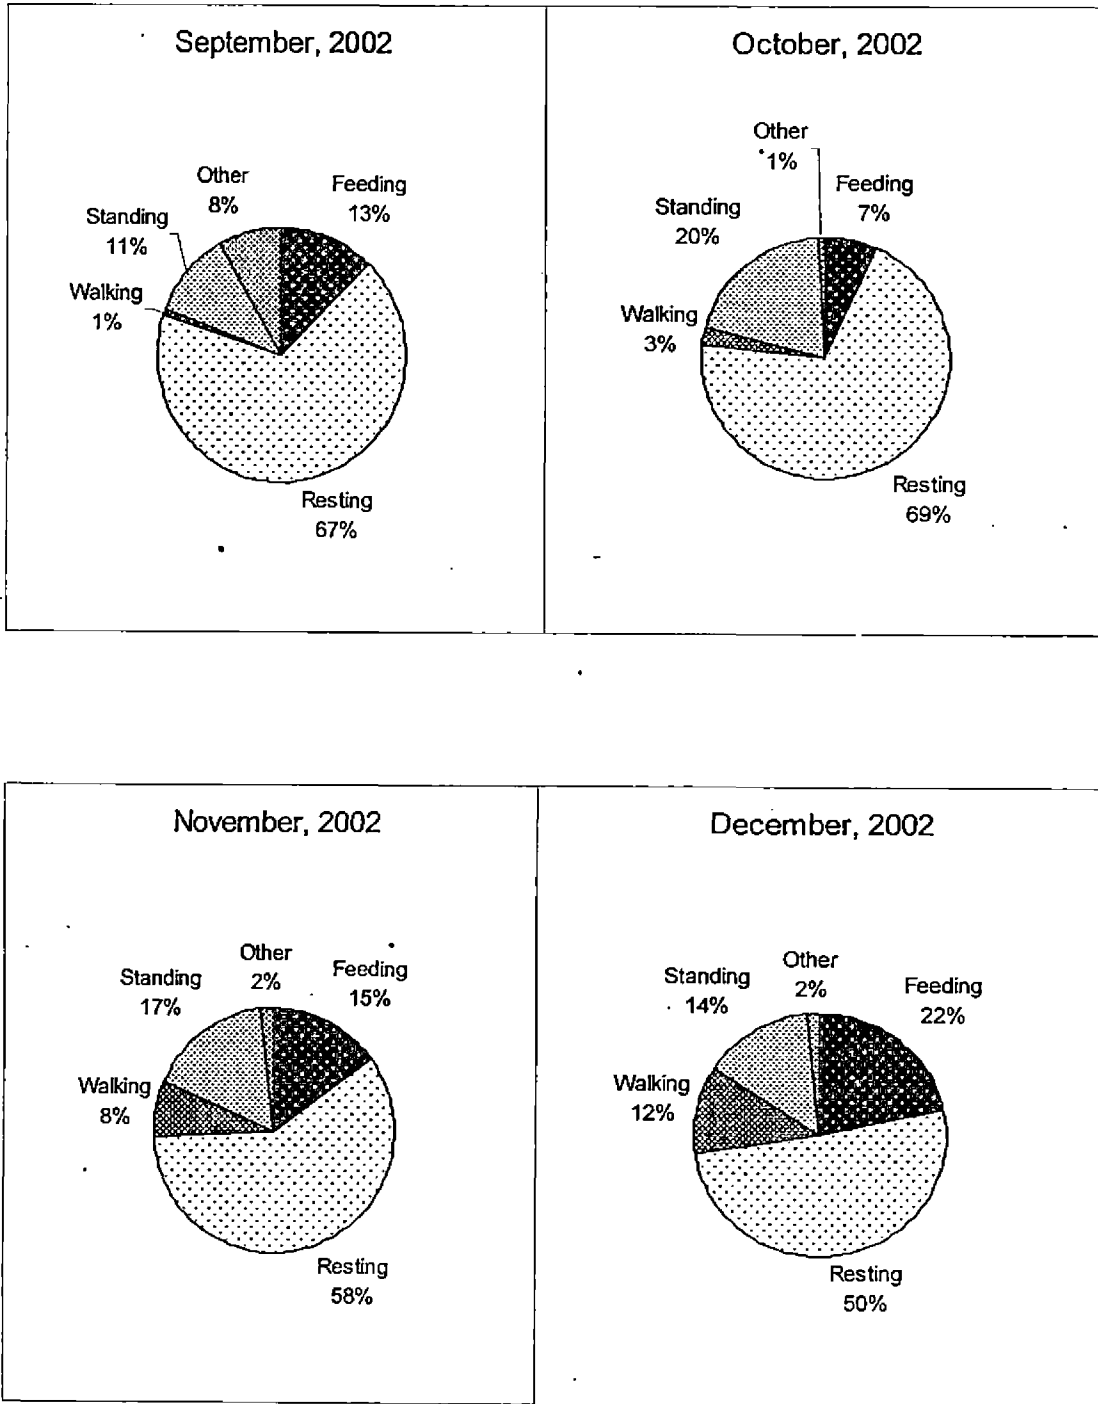 September, 2002
Other
8%
Feeding
13%
Standing
11%
Walking
1%
Resting
67%
October, 2002
Other
1%
Feeding
7%
Standing
20%
Walking
3%
Resting
69%
November, 2002
Other
2%
Feeding
15%
Standing
17%
Walking
8%
Resting
58%
December, 2002
Other
2%
Feeding
22%
Standing
14%
Walking
12%
Resting
50%